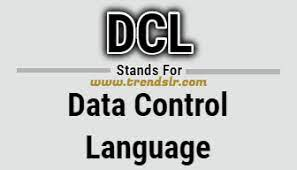 DCL
Stands For
www.trendslr.com
Data Control
Language